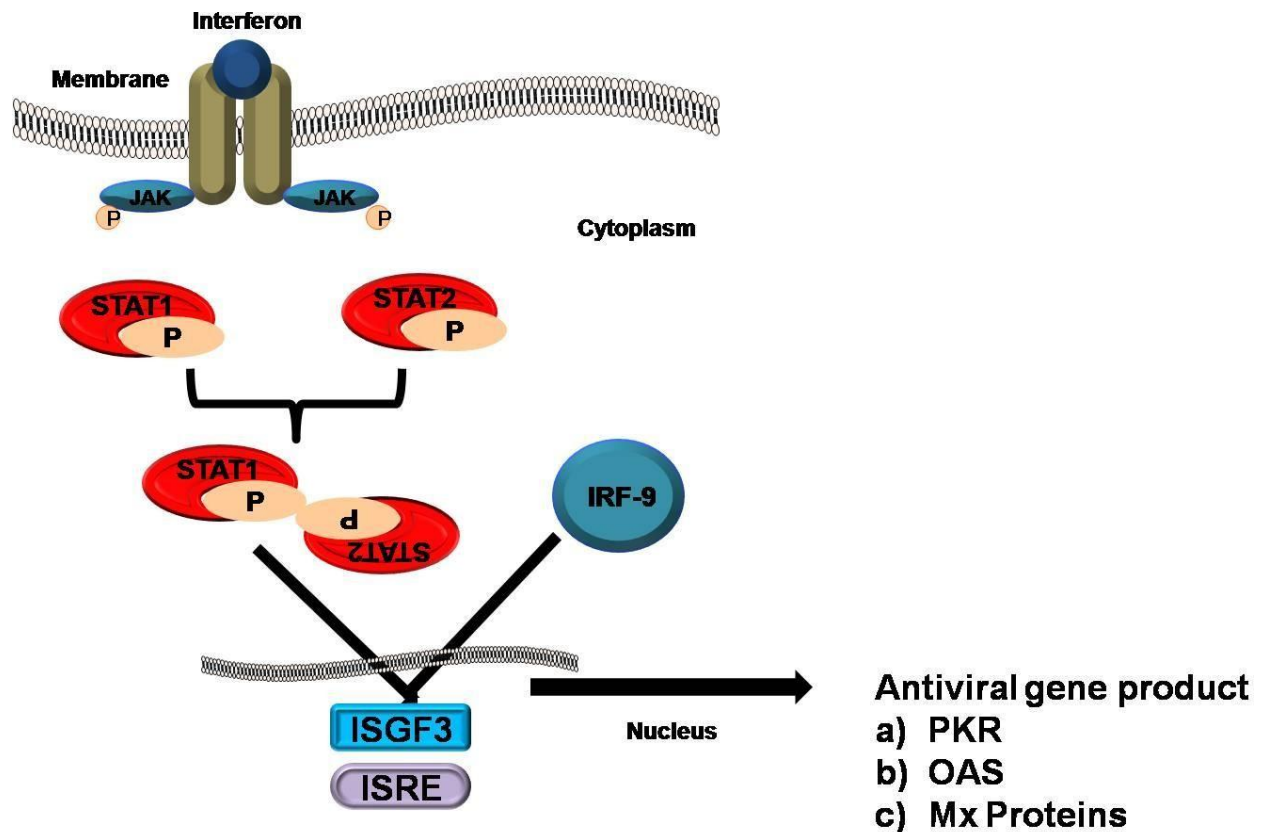 Interferon
Membrane
JAK
JAK
P
P
Cytoplasm
STAT1
P
STAT2
P
STAT1
P
P
STAT2
IRF-9
ISGF3
ISRE
Nucleus
Antiviral gene product
a) PKR
b) OAS
c) Mx Proteins